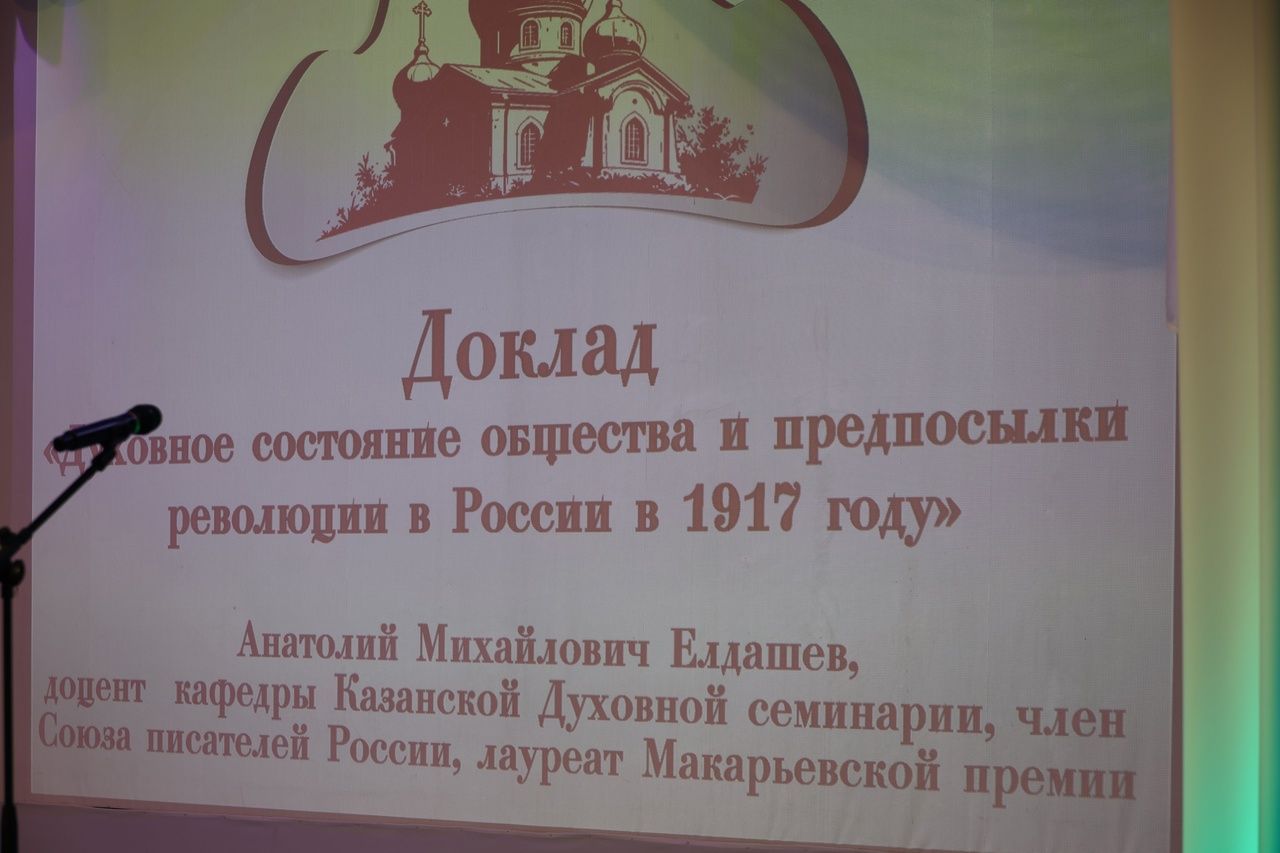 Доклад
«Духовное состояние общества и предпосылки
революции в России в 1917 году»
Анатолий Михайлович Елдашев,
доцент кафедры Казанской Духовной семинарии, член
Союза писателей России, лауреат Макарьевской премии